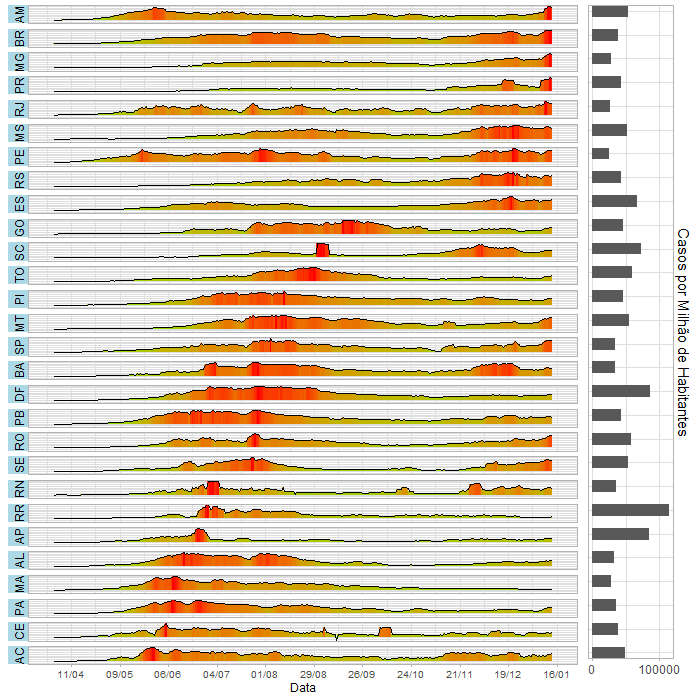 AM
BR
MG
PR
RJ
MS
PE
RS
ES
GO
SC
TO
PI
MT
SP
BA
DF
PB
RO
SE
RN
RR
AP
AL
MA
PA
CE
AC
11/04 09/05 06/06 04/07 01/08 29/08 26/09 24/10 21/11 19/12 16/01
Data
0 100000
Casos por Milhão de Habitantes